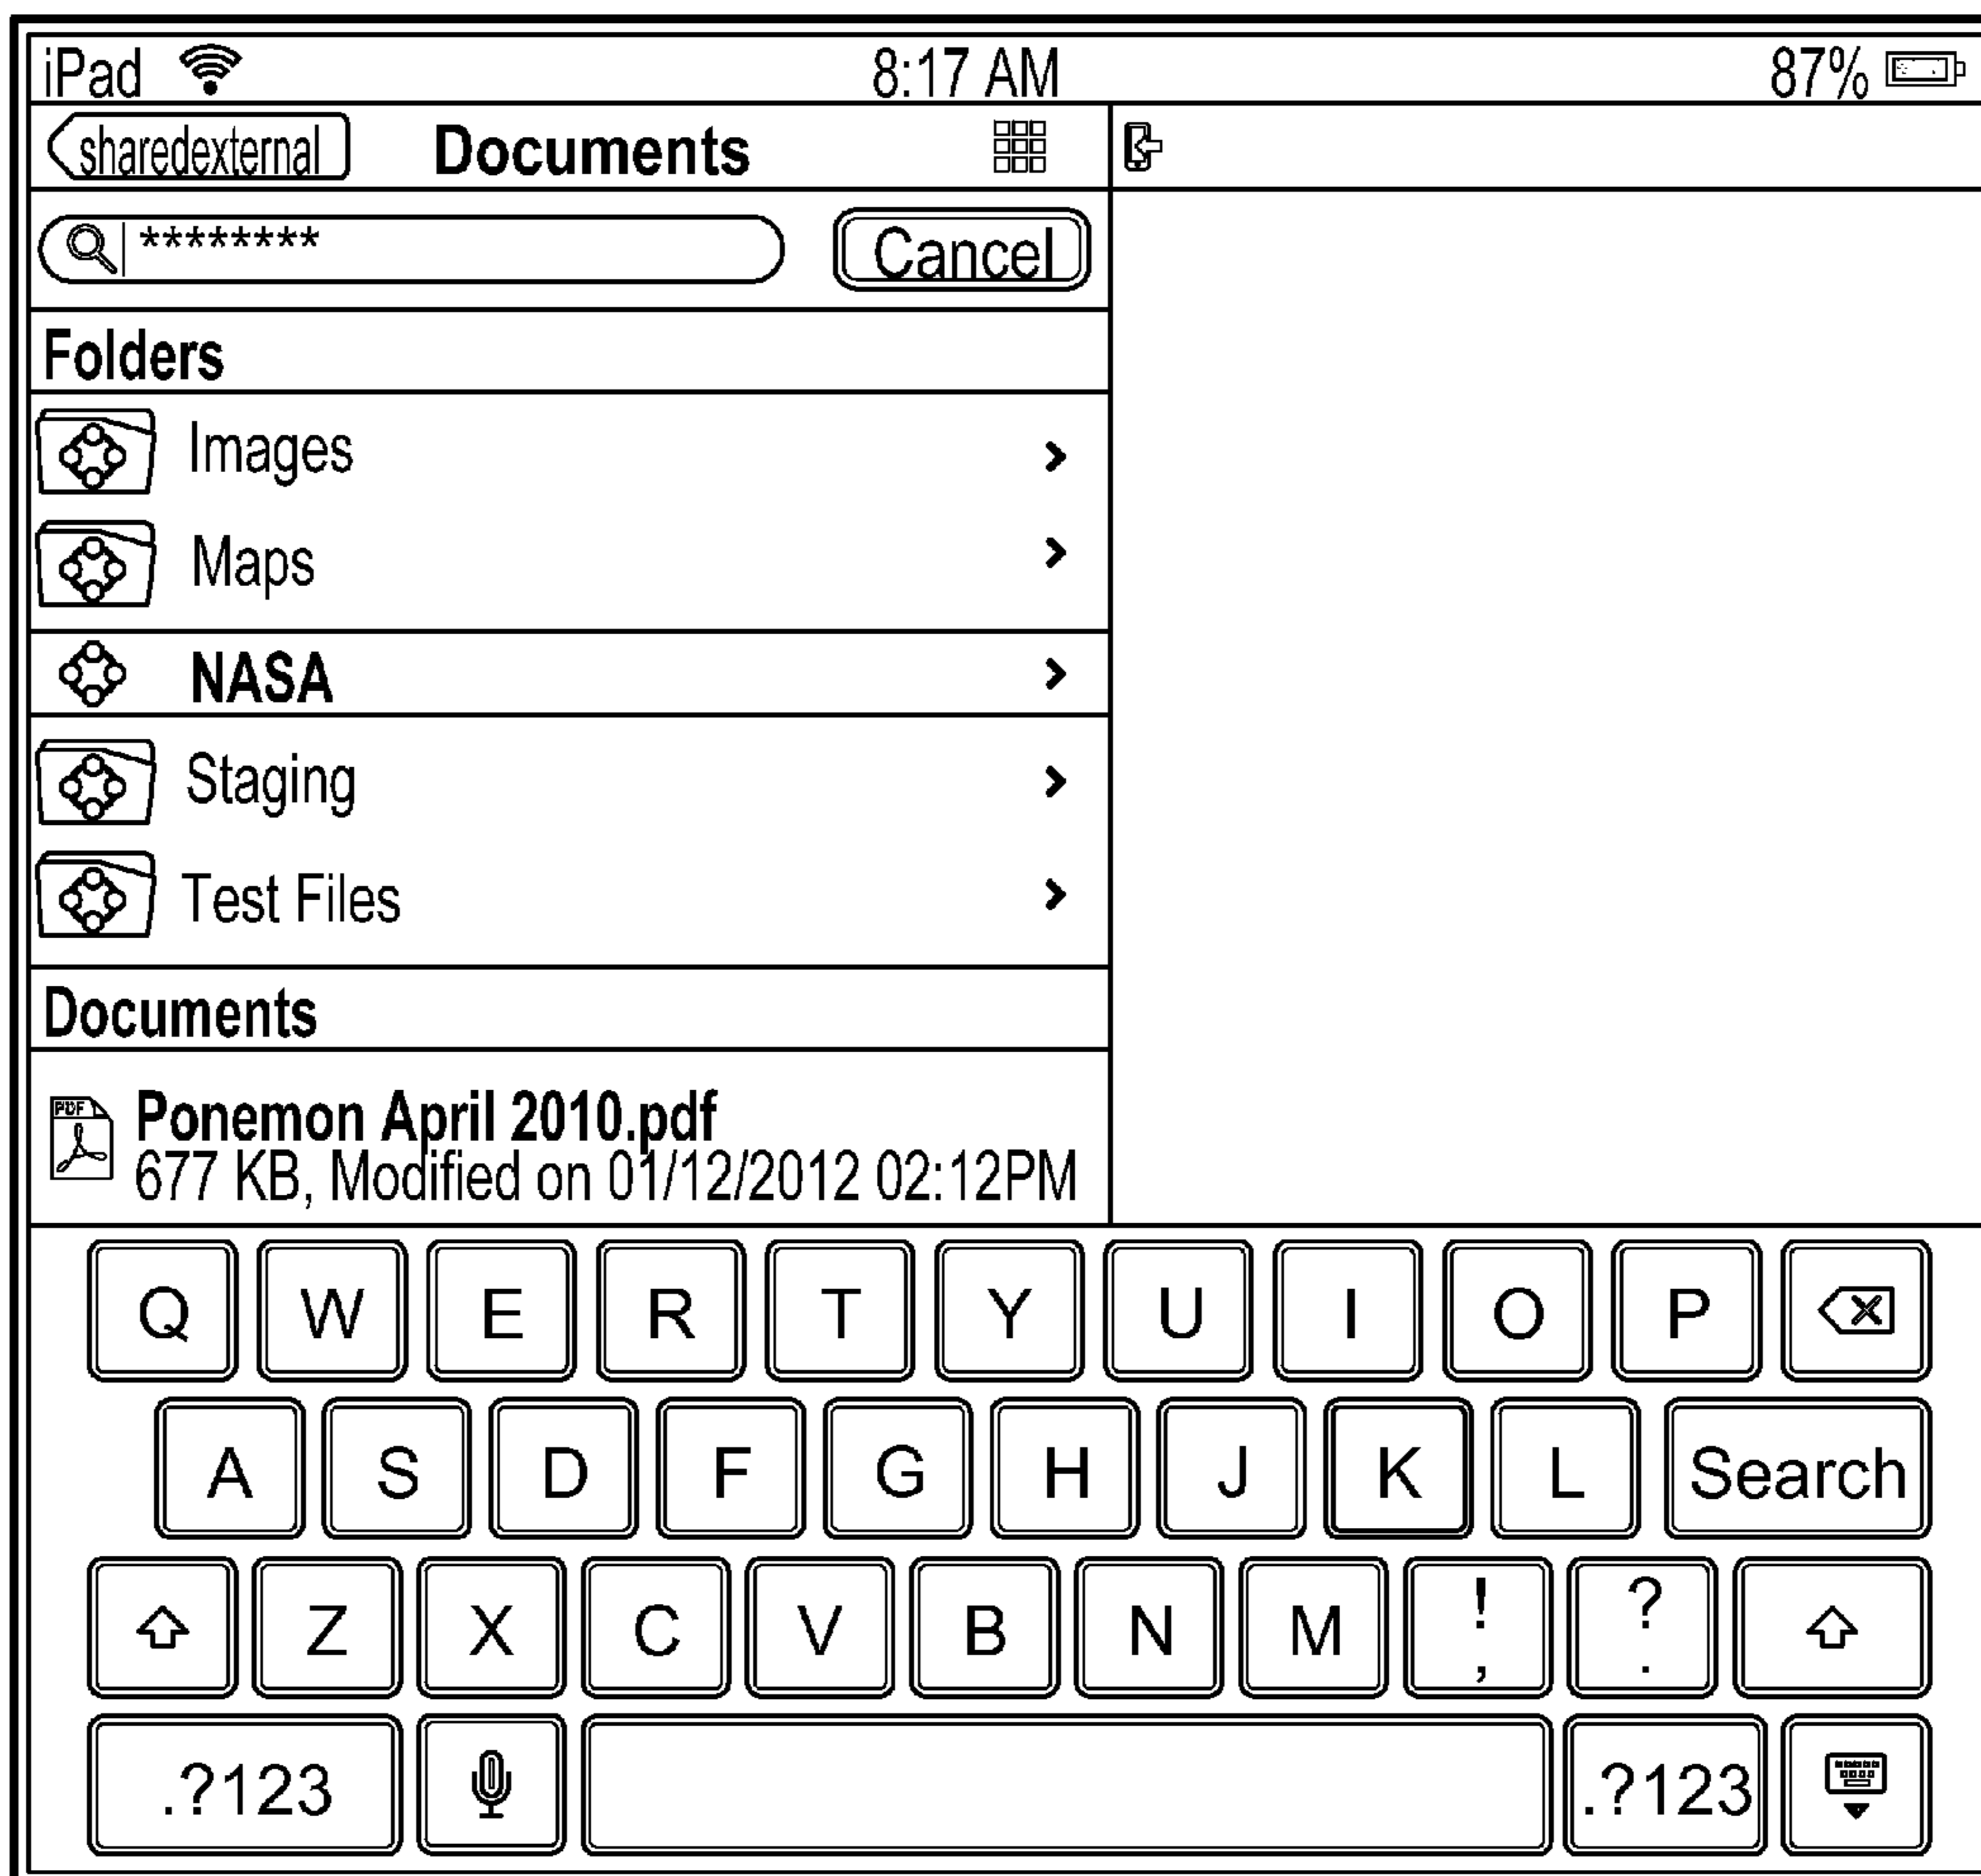 iPad 8:17 AM 87%
sharedexternal Documents
******** Cancel
Folders
Images
Maps
NASA
Staging
Test Files
Documents
PDF Ponemon April 2010.pdf
677 KB, Modified on 01/12/2012 02:12PM
Q W E R T Y U I O P
A S D F G H J K L Search
Z X C V B N M ! , ? .
.?123 .?123